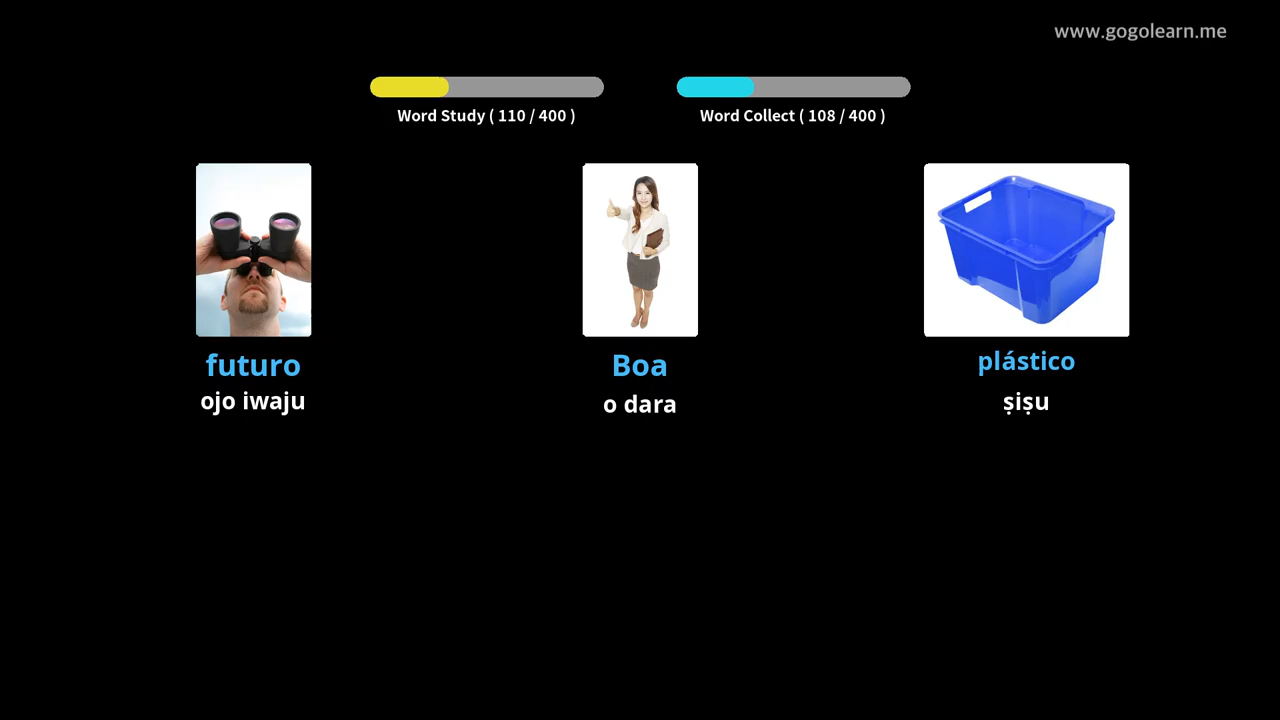 www.gogolearn.me
Word Study ( 110 / 400 )
Word Collect ( 108 / 400 )
futuro
ojo iwaju
Boa
o dara
plástico
ṣiṣu